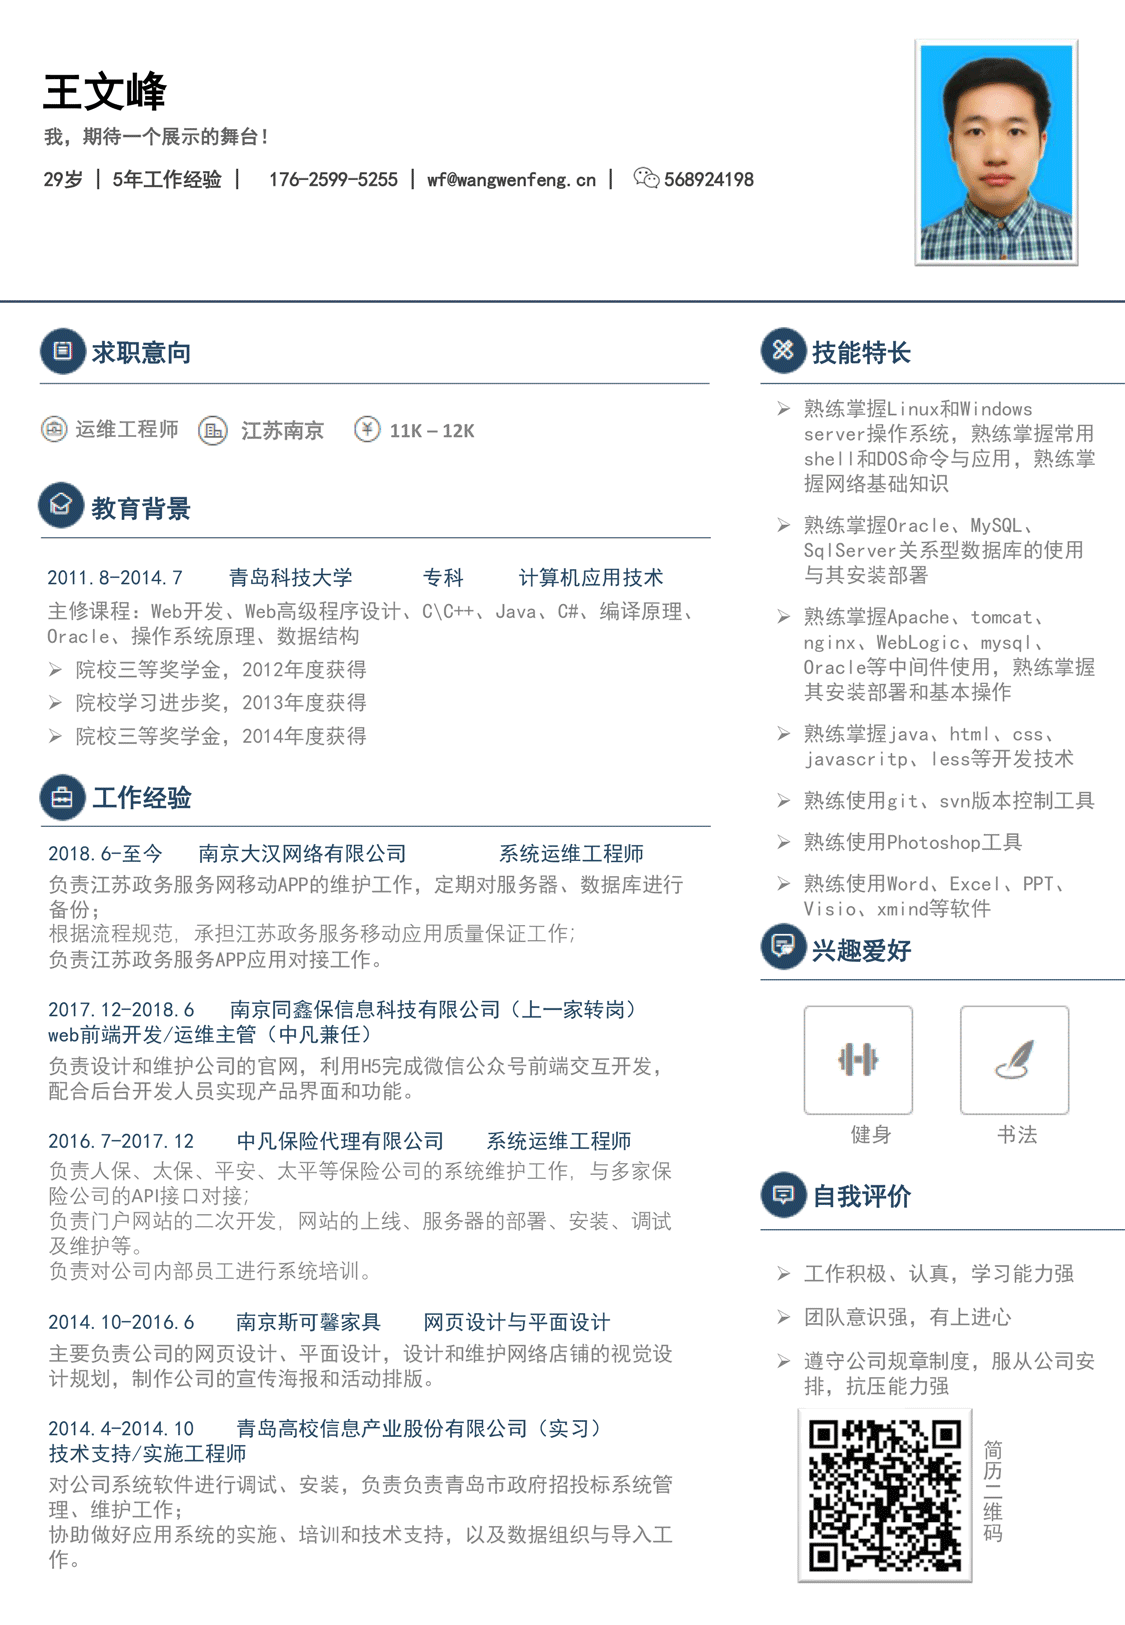 王文峰
我，期待一个展示的舞台！
29岁 | 5年工作经验 | 176-2599-5255 | wf@wangwenfeng.cn | 568924198
求职意向
运维工程师 江苏南京 11K – 12K
教育背景
2011.8-2014.7 青岛科技大学 专科 计算机应用技术
主修课程：Web开发、Web高级程序设计、C\C++、Java、C#、编译原理、
Oracle、操作系统原理、数据结构
院校三等奖学金，2012年度获得
院校学习进步奖，2013年度获得
院校三等奖学金，2014年度获得
工作经验
2018.6-至今 南京大汉网络有限公司 系统运维工程师
负责江苏政务服务网移动APP的维护工作，定期对服务器、数据库进行
备份；
根据流程规范，承担江苏政务服务移动应用质量保证工作；
负责江苏政务服务APP应用对接工作。
2017.12-2018.6 南京同鑫保信息科技有限公司（上一家转岗）
web前端开发/运维主管（中凡兼任）
负责设计和维护公司的官网，利用H5完成微信公众号前端交互开发，
配合后台开发人员实现产品界面和功能。
2016.7-2017.12 中凡保险代理有限公司 系统运维工程师
负责人保、太保、平安、太平等保险公司的系统维护工作，与多家保
险公司的API接口对接；
负责门户网站的二次开发，网站的上线、服务器的部署、安装、调试
及维护等。
负责对公司内部员工进行系统培训。
2014.10-2016.6 南京斯可馨家具 网页设计与平面设计
主要负责公司的网页设计、平面设计，设计和维护网络店铺的视觉设
计规划，制作公司的宣传海报和活动排版。
2014.4-2014.10 青岛高校信息产业股份有限公司（实习）
技术支持/实施工程师
对公司系统软件进行调试、安装，负责负责青岛市政府招投标系统管
理、维护工作；
协助做好应用系统的实施、培训和技术支持，以及数据组织与导入工
作。
技能特长
熟练掌握Linux和Windows
server操作系统，熟练掌握常用
shell和DOS命令与应用，熟练掌
握网络基础知识
熟练掌握Oracle、MySQL、
SqlServer关系型数据库的使用
与其安装部署
熟练掌握Apache、tomcat、
nginx、WebLogic、mysql、
Oracle等中间件使用，熟练掌握
其安装部署和基本操作
熟练掌握java、html、css、
javascritp、less等开发技术
熟练使用git、svn版本控制工具
熟练使用Photoshop工具
熟练使用Word、Excel、PPT、
Visio、xmind等软件
兴趣爱好
健身 书法
自我评价
工作积极、认真，学习能力强
团队意识强，有上进心
遵守公司规章制度，服从公司安
排，抗压能力强
简历二维码